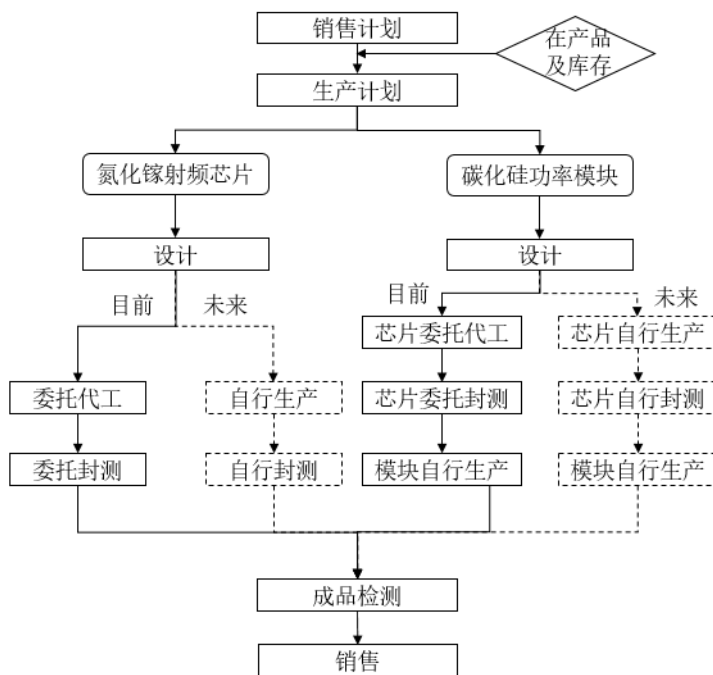 销售计划
在产品
及库存
生产计划
氮化镓射频芯片
碳化硅功率模块
设计
设计
目前
未来
目前
未来
芯片委托代工
芯片自行生产
委托代工
自行生产
芯片委托封测
芯片自行封测
委托封测
自行封测
模块自行生产
模块自行生产
成品检测
销售